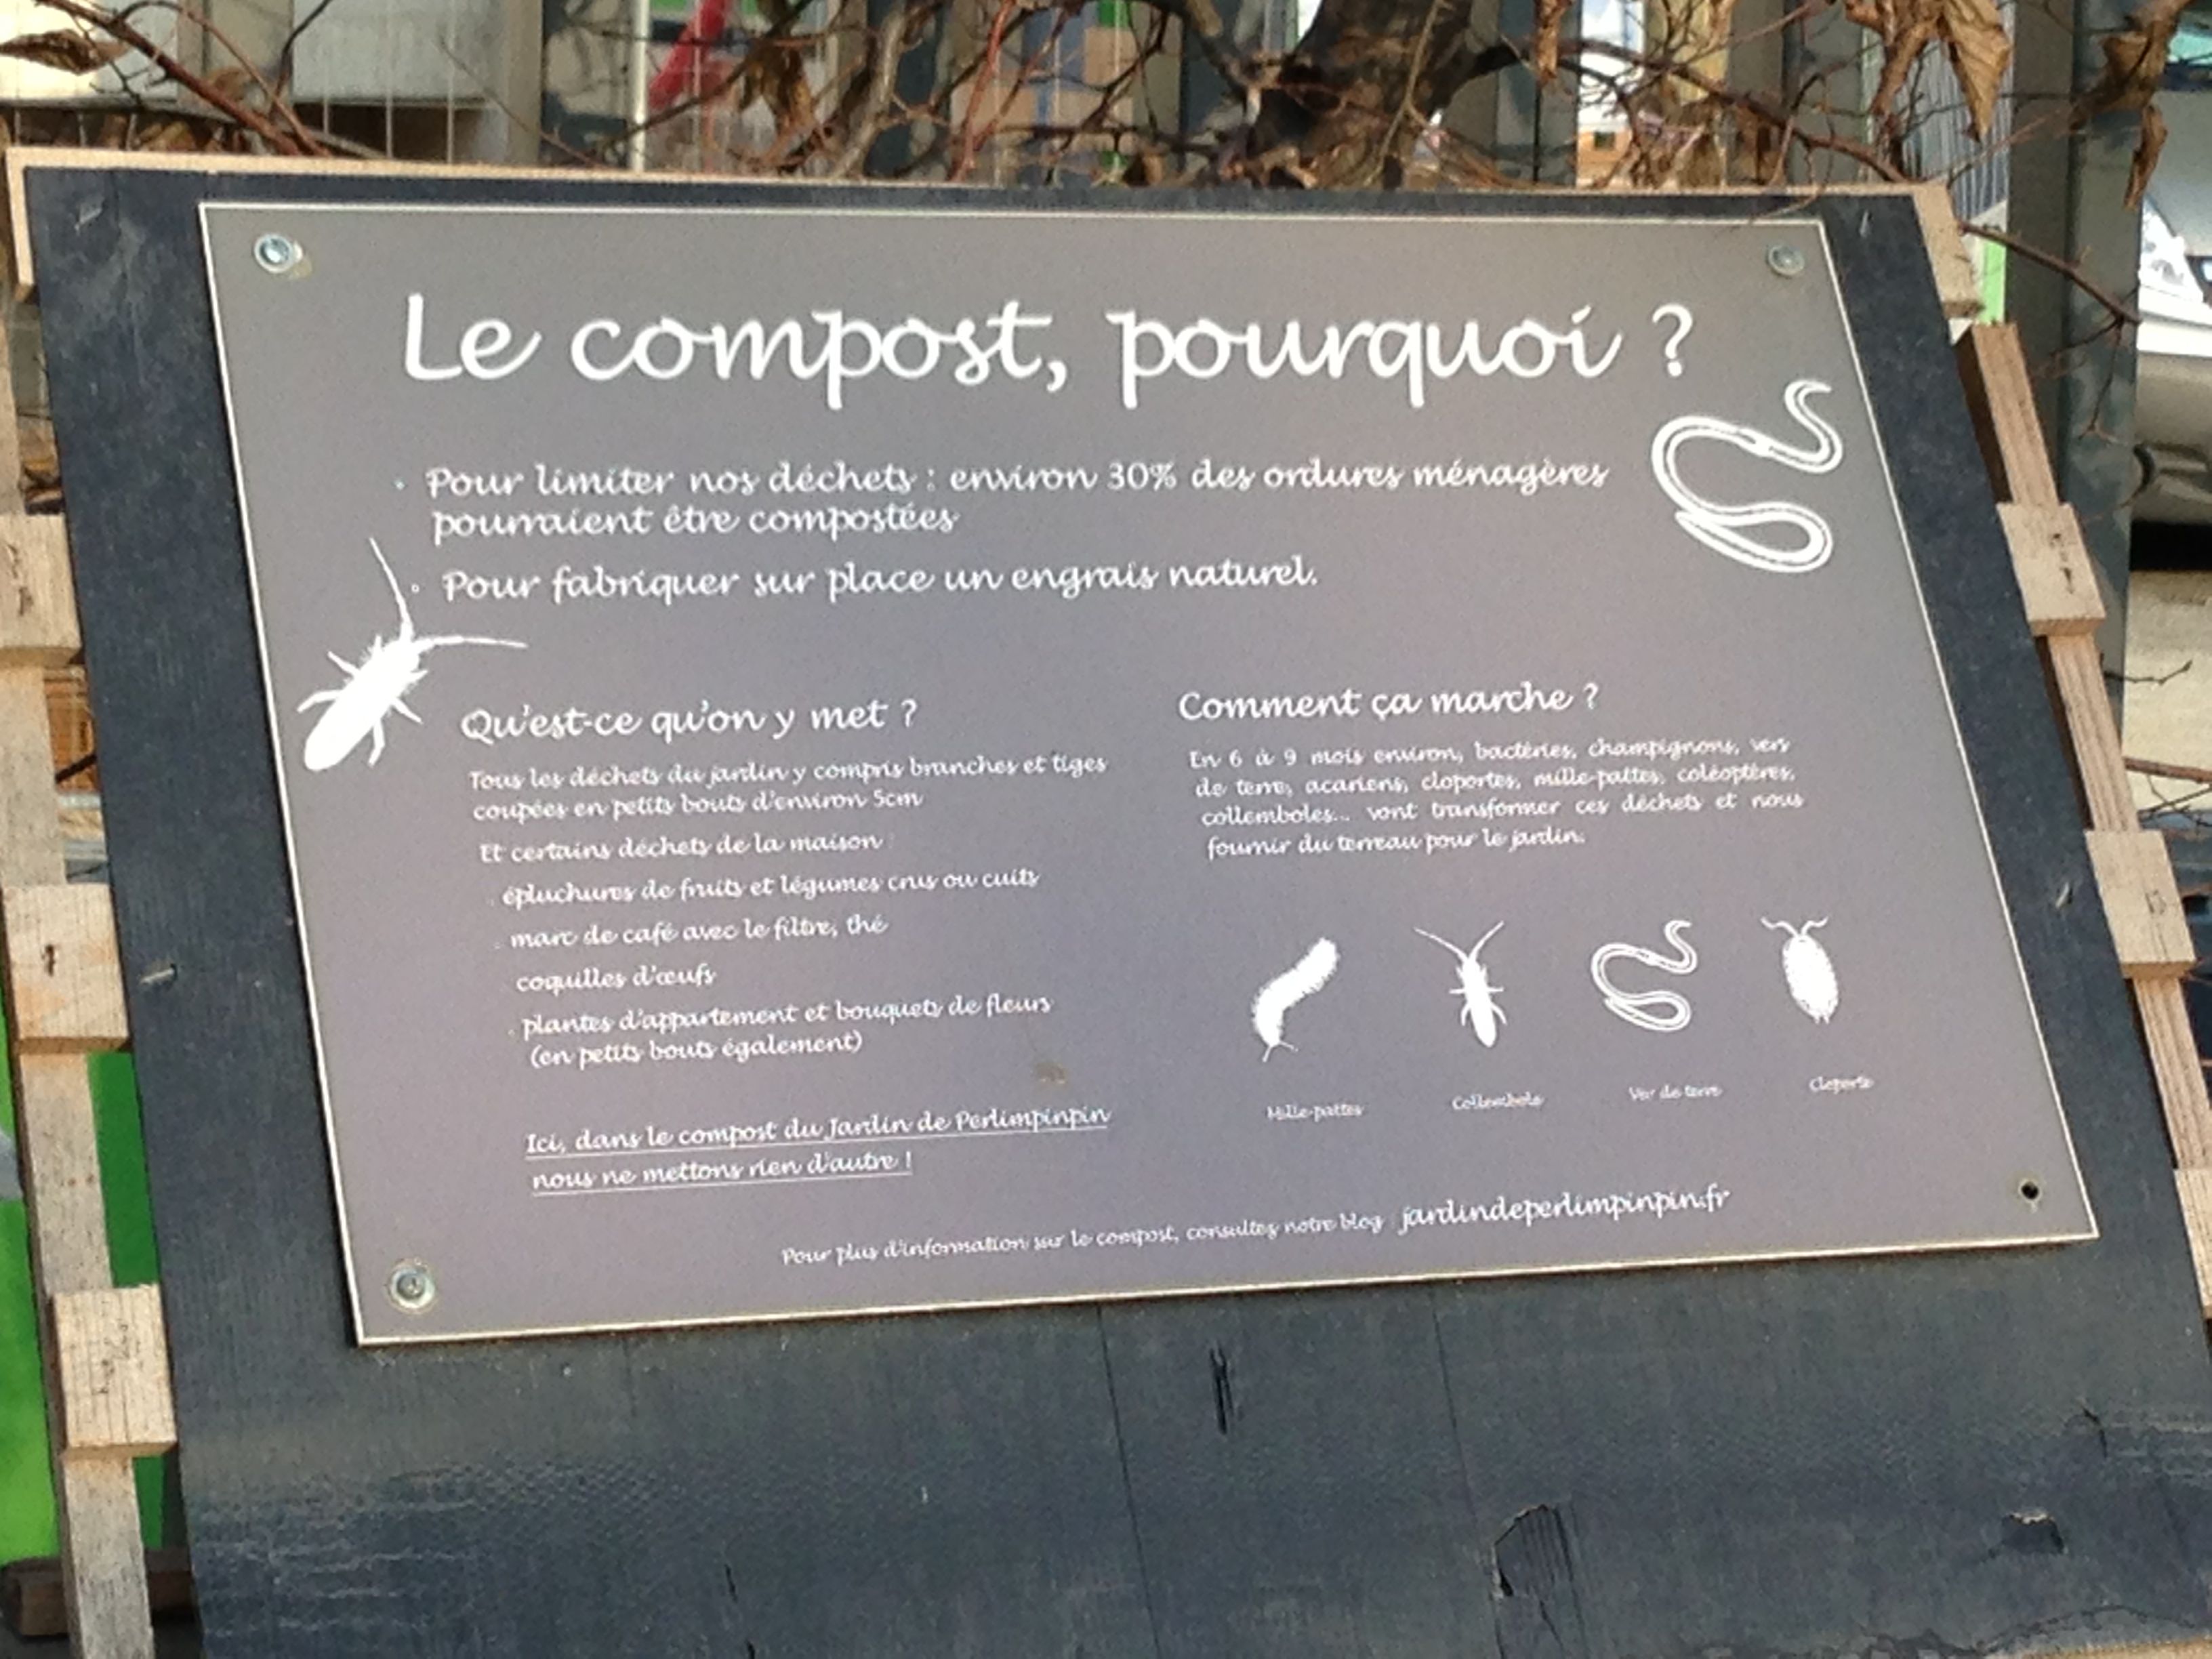 Le compost, pourquoi ?
• Pour limiter nos déchets : environ 30% des ordures ménagères
pourraient être compostées
• Pour fabriquer sur place un engrais naturel.
Qu'est-ce qu'on y met ?
Tous les déchets du jardin y compris branches et tiges
coupées en petits bouts d'environ 5cm
Et certains déchets de la maison :
. épluchures de fruits et légumes crus ou cuits
. marc de café avec le filtre, thé
coquilles d'œufs
. plantes d'appartement et bouquets de fleurs
(en petits bouts également)
Ici, dans le compost du Jardin de Perlimpinpin
nous ne mettons rien d'autre !
Comment ça marche ?
En 6 à 9 mois environ, bactéries, champignons, vers
de terre, acariens, cloportes, mille-pattes, coléoptères,
collemboles... vont transformer ces déchets et nous
fournir du terreau pour le jardin.
Mille-pattes
Collembole
Ver de terre
Cloporte
Pour plus d'information sur le compost, consultez notre blog : jardindeperlimpinpin.fr